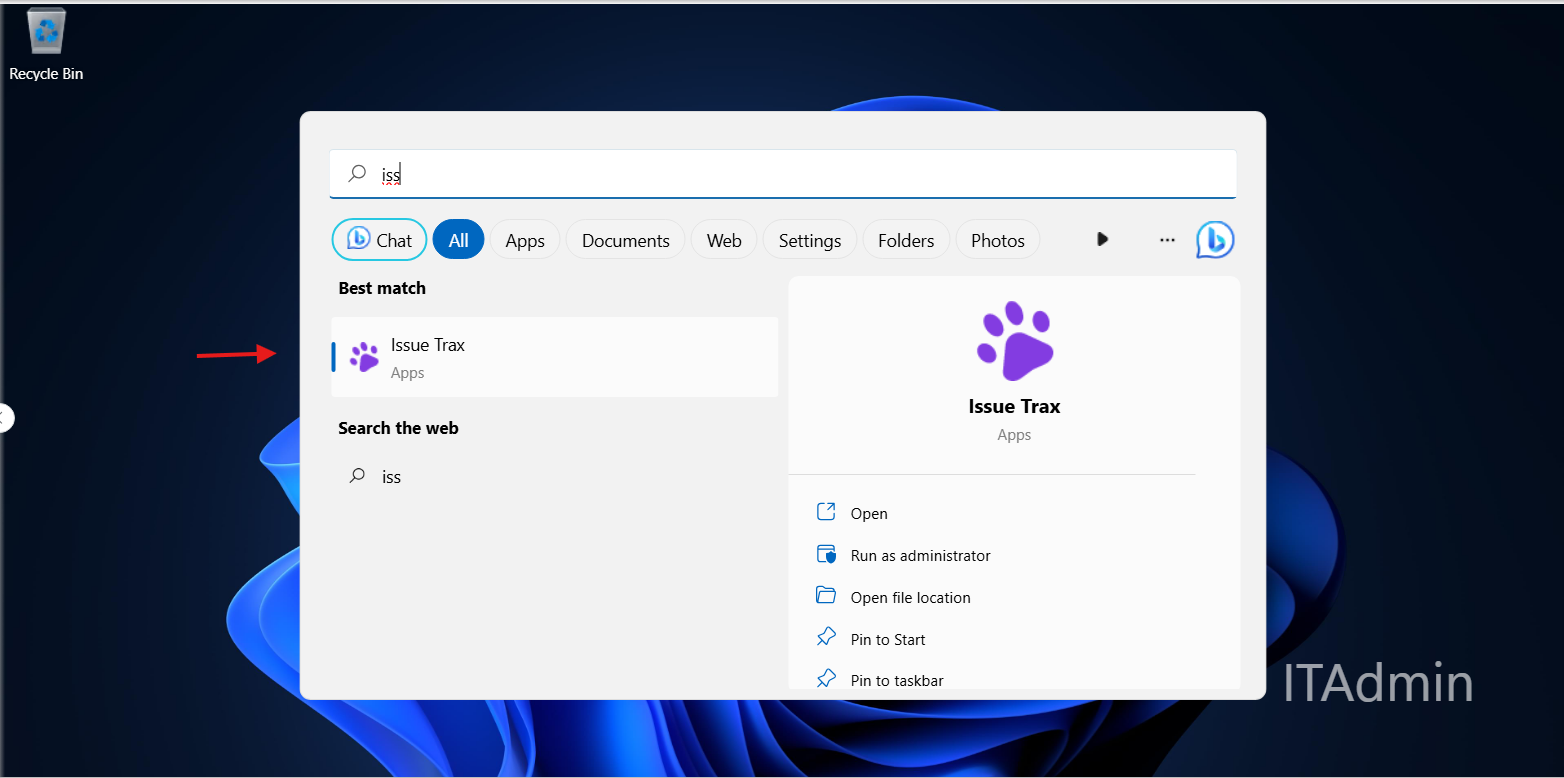 Recycle Bin
iss
Chat
All
Apps
Documents
Web
Settings
Folders
Photos
Best match
Issue Trax
Apps
Search the web
iss
Issue Trax
Apps
Open
Run as administrator
Open file location
Pin to Start
Pin to taskbar
ITAdmin